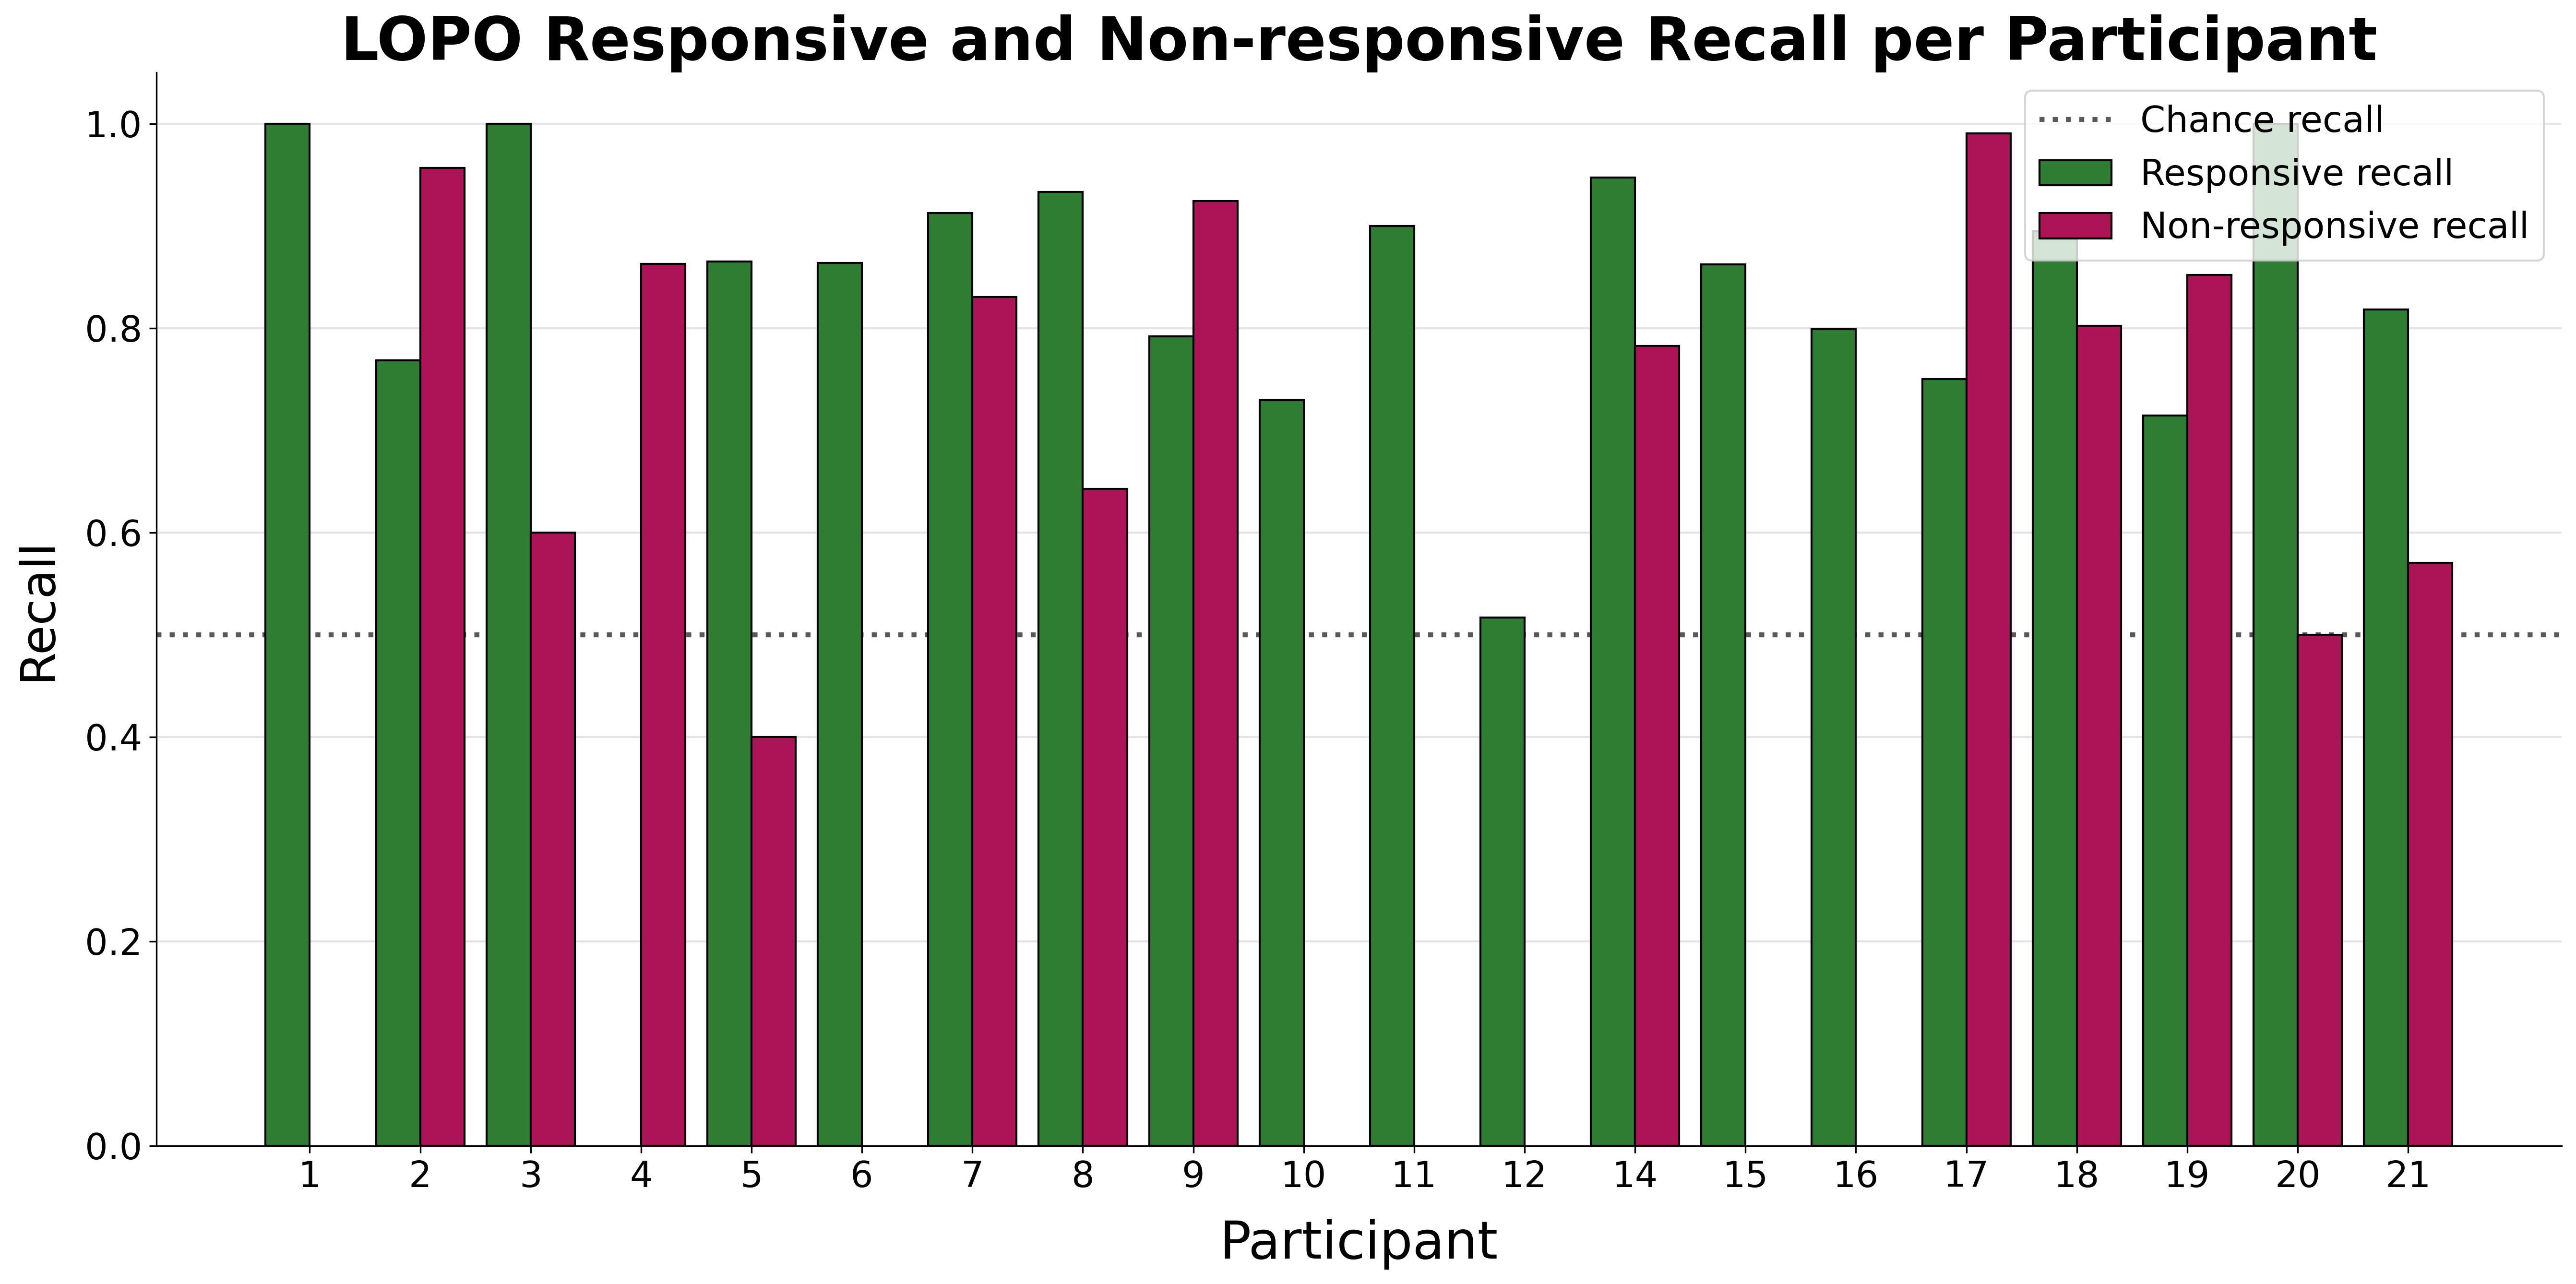 LOPO Responsive and Non-responsive Recall per Participant
Chance recall
Responsive recall
Non-responsive recall
Recall
1.0
0.8
0.6
0.4
0.2
0.0
1 2 3 4 5 6 7 8 9 10 11 12 14 15 16 17 18 19 20 21
Participant